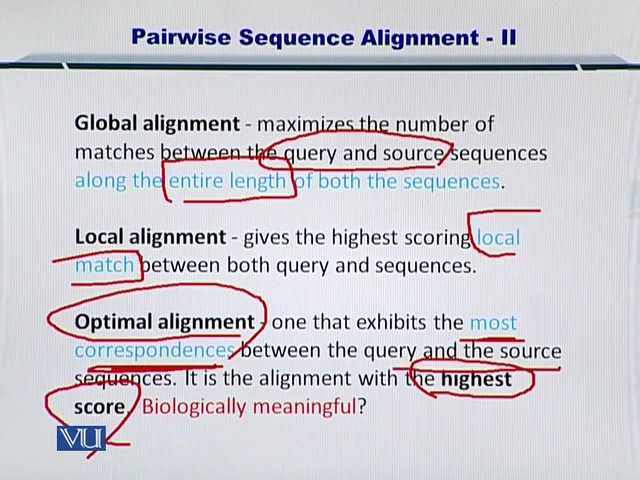 Pairwise Sequence Alignment - II
Global alignment - maximizes the number of
matches between the query and source sequences
along the entire length of both the sequences.
Local alignment - gives the highest scoring local
match between both query and sequences.
Optimal alignment - one that exhibits the most
correspondences between the query and the source
sequences. It is the alignment with the highest
score. Biologically meaningful?
VU